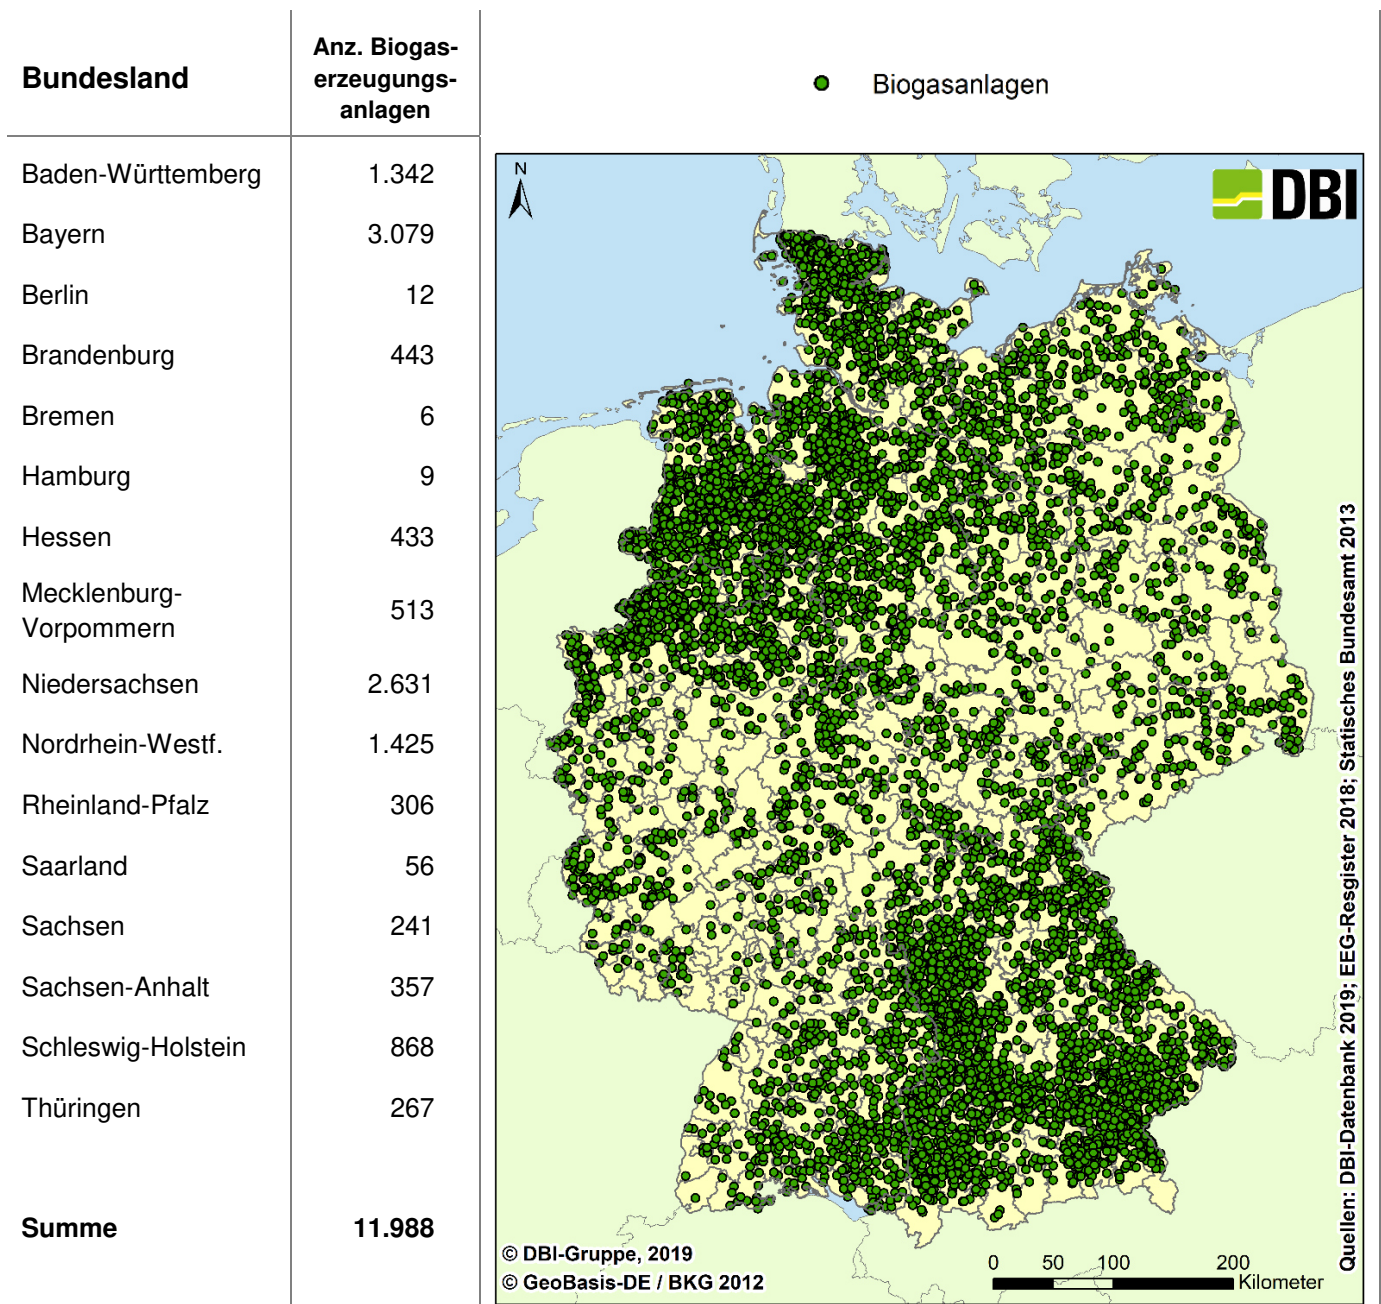 Bundesland
Anz. Biogas-
erzeugungs-
anlagen
Baden-Württemberg 1.342
Bayern 3.079
Berlin 12
Brandenburg 443
Bremen 6
Hamburg 9
Hessen 433
Mecklenburg-
Vorpommern 513
Niedersachsen 2.631
Nordrhein-Westf. 1.425
Rheinland-Pfalz 306
Saarland 56
Sachsen 241
Sachsen-Anhalt 357
Schleswig-Holstein 868
Thüringen 267
Summe 11.988
Biogasanlagen
N
DBI
Quellen: DBI-Datenbank 2019; EEG-Resgister 2018; Statisches Bundesamt 2013
© DBI-Gruppe, 2019
© GeoBasis-DE / BKG 2012
0 50 100 200
Kilometer